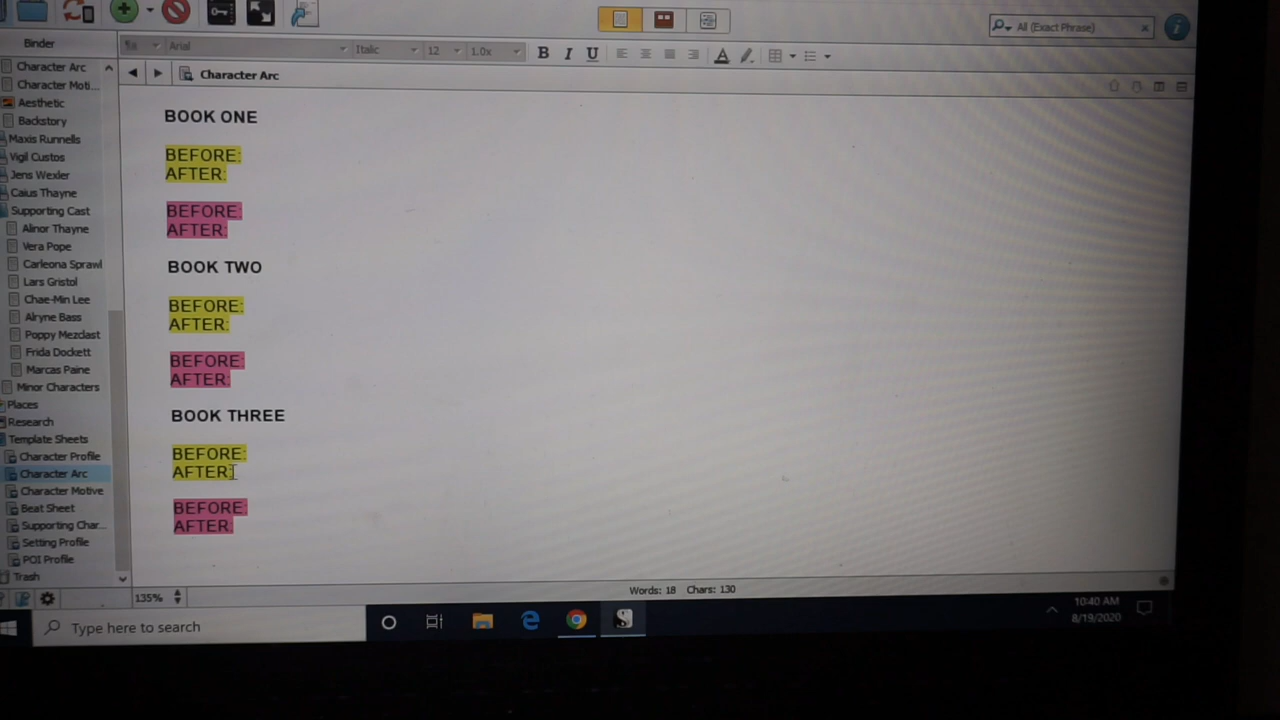 All (Exact Phrase)
Binder
Arial
Italic
12
1.0x
B I U
Character Arc
Character Arc
Character Moti...
Aesthetic
Backstory
Maxis Runnells
Vigil Custos
Jens Wexler
Caius Thayne
Supporting Cast
Alinor Thayne
Vera Pope
Carleona Sprawl
Lars Gristol
Chae-Min Lee
Alryne Bass
Poppy Mezclast
Frida Dockett
Marcas Paine
Minor Characters
Places
Research
Template Sheets
Character Profile
Character Arc
Character Motive
Beat Sheet
Supporting Char...
Setting Profile
POI Profile
Trash
BOOK ONE
BEFORE:
AFTER:
BEFORE:
AFTER:
BOOK TWO
BEFORE:
AFTER:
BEFORE:
AFTER:
BOOK THREE
BEFORE:
AFTER:
BEFORE:
AFTER:
135%
Words: 18 Chars: 130
Type here to search
10:40 AM
8/19/2020